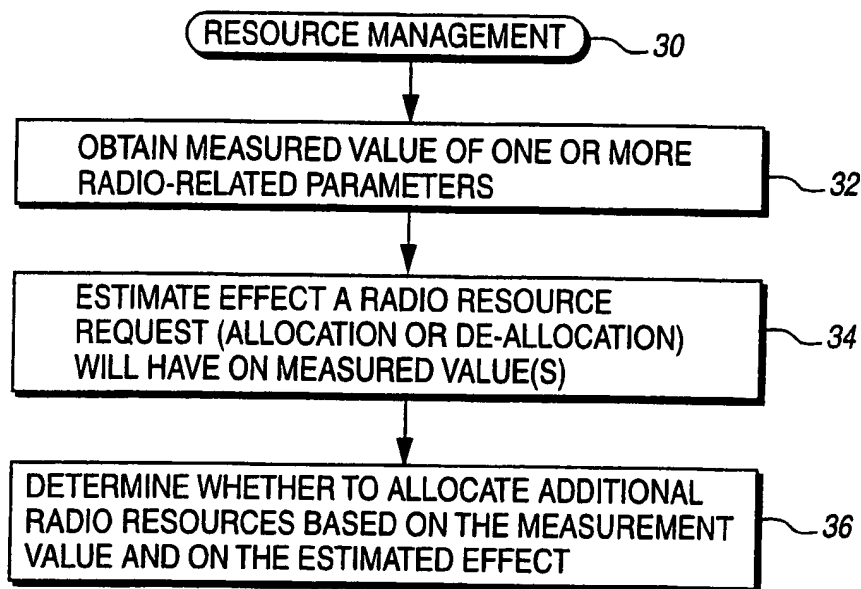 RESOURCE MANAGEMENT
30
OBTAIN MEASURED VALUE OF ONE OR MORE
RADIO-RELATED PARAMETERS
32
ESTIMATE EFFECT A RADIO RESOURCE
REQUEST (ALLOCATION OR DE-ALLOCATION)
WILL HAVE ON MEASURED VALUE(S)
34
DETERMINE WHETHER TO ALLOCATE ADDITIONAL
RADIO RESOURCES BASED ON THE MEASUREMENT
VALUE AND ON THE ESTIMATED EFFECT
36